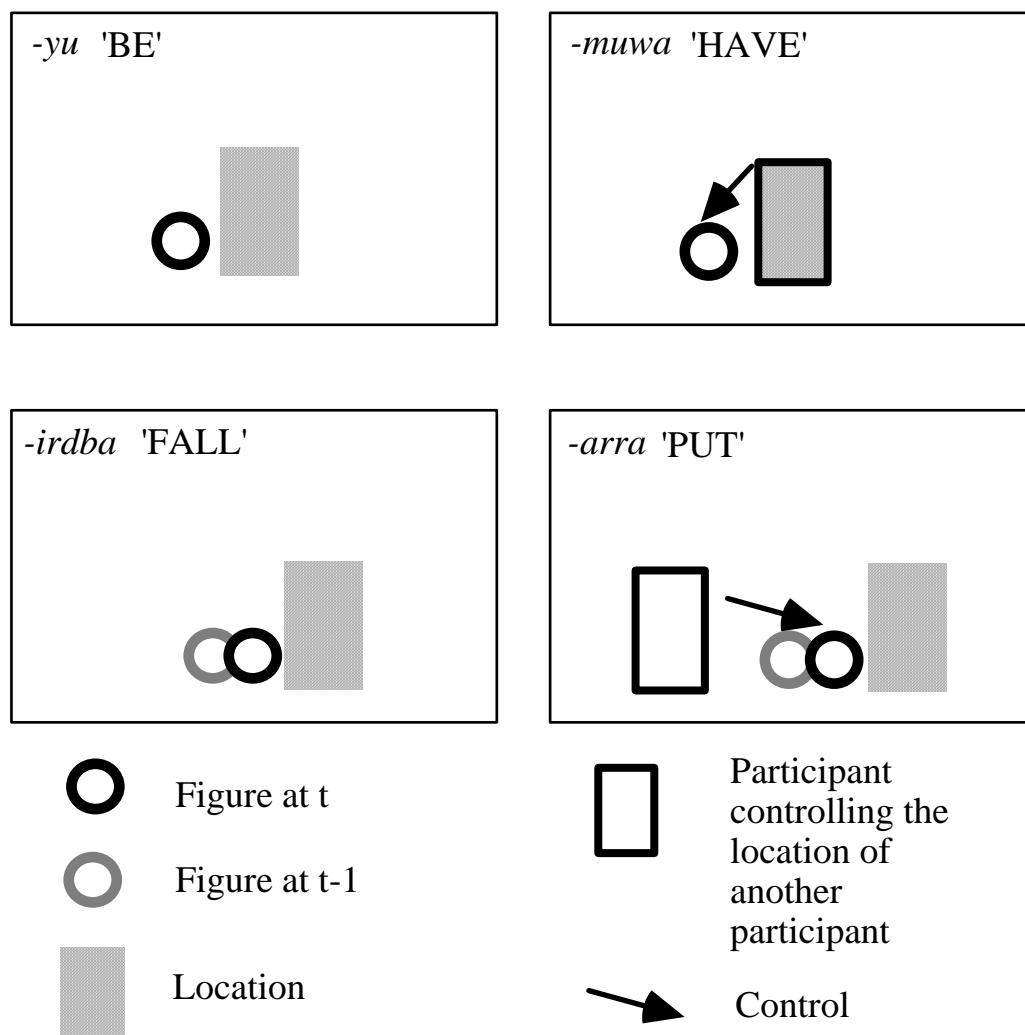 -yu 'BE'
-muwa 'HAVE'
-irdba 'FALL'
-arra 'PUT'
Figure at t
Figure at t-1
Location
Participant
controlling the
location of
another
participant
Control